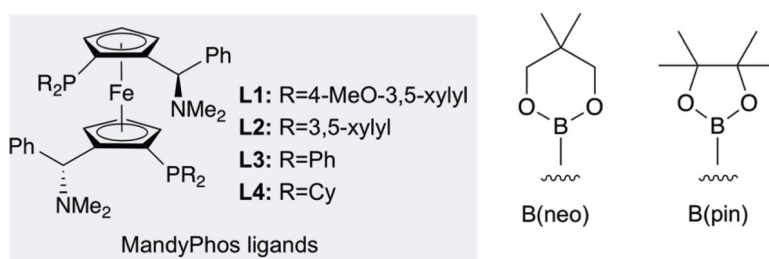 Ph
R2P
Fe
NMe2
Ph
PR2
NMe2
L1: R=4-MeO-3,5-xylyl
L2: R=3,5-xylyl
L3: R=Ph
L4: R=Cy
MandyPhos ligands
O O
B
B(neo)
O O
B
B(pin)